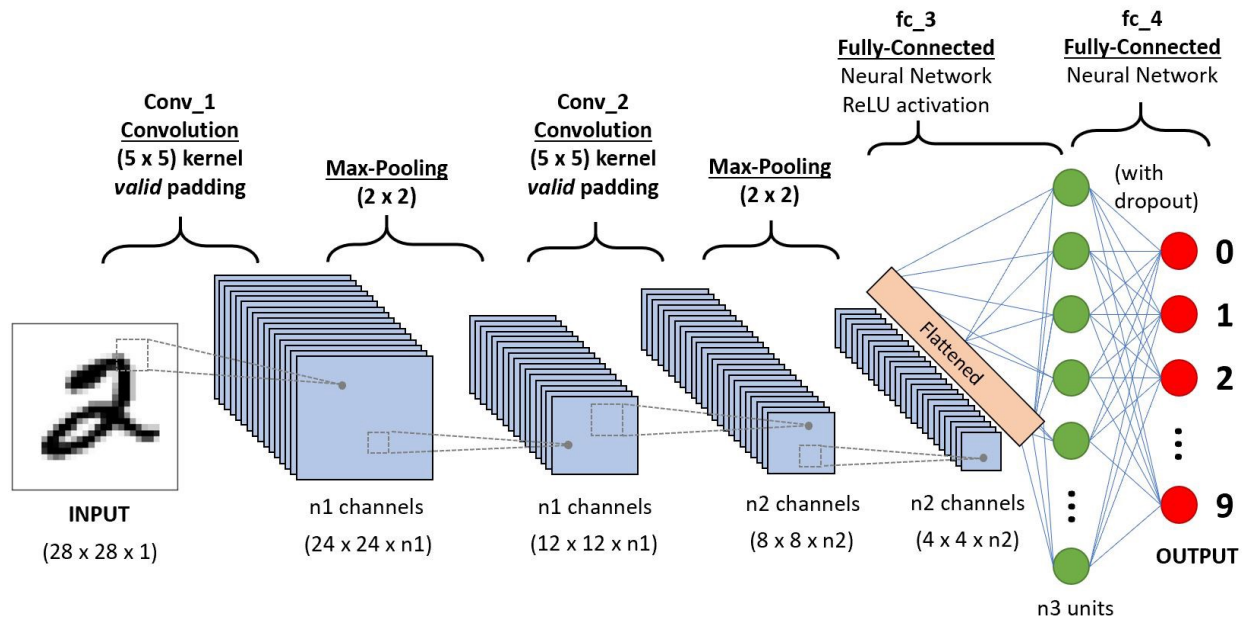 Conv_1
Convolution
(5 x 5) kernel
valid padding
Max-Pooling
(2 x 2)
Conv_2
Convolution
(5 x 5) kernel
valid padding
Max-Pooling
(2 x 2)
fc_3
Fully-Connected
Neural Network
ReLU activation
fc_4
Fully-Connected
Neural Network
(with
dropout)
Flattened
0
1
2
9
OUTPUT
2
INPUT
(28 x 28 x 1)
n1 channels
(24 x 24 x n1)
n1 channels
(12 x 12 x n1)
n2 channels
(8 x 8 x n2)
n2 channels
(4 x 4 x n2)
n3 units